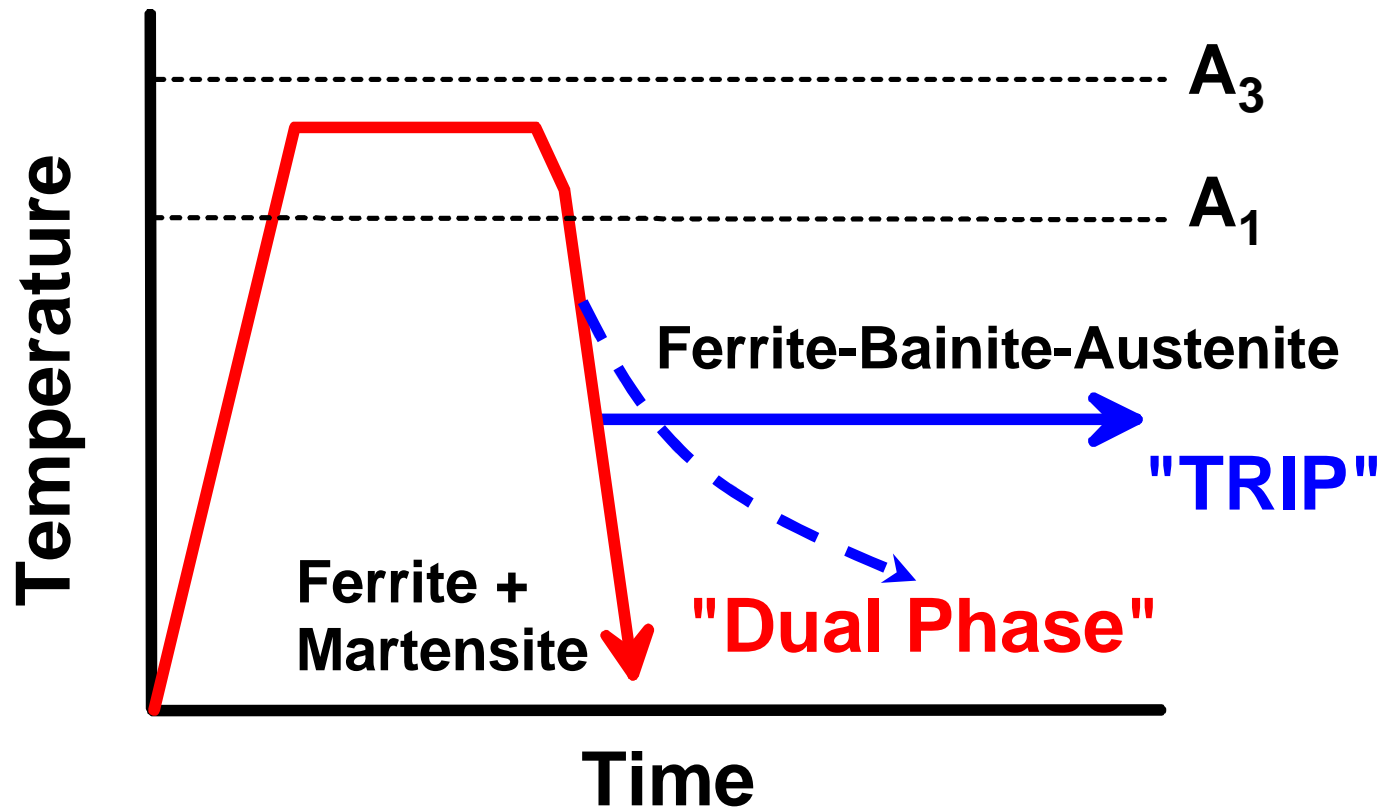 Temperature
A3
A1
Ferrite-Bainite-Austenite
"TRIP"
Ferrite +
Martensite
"Dual Phase"
Time